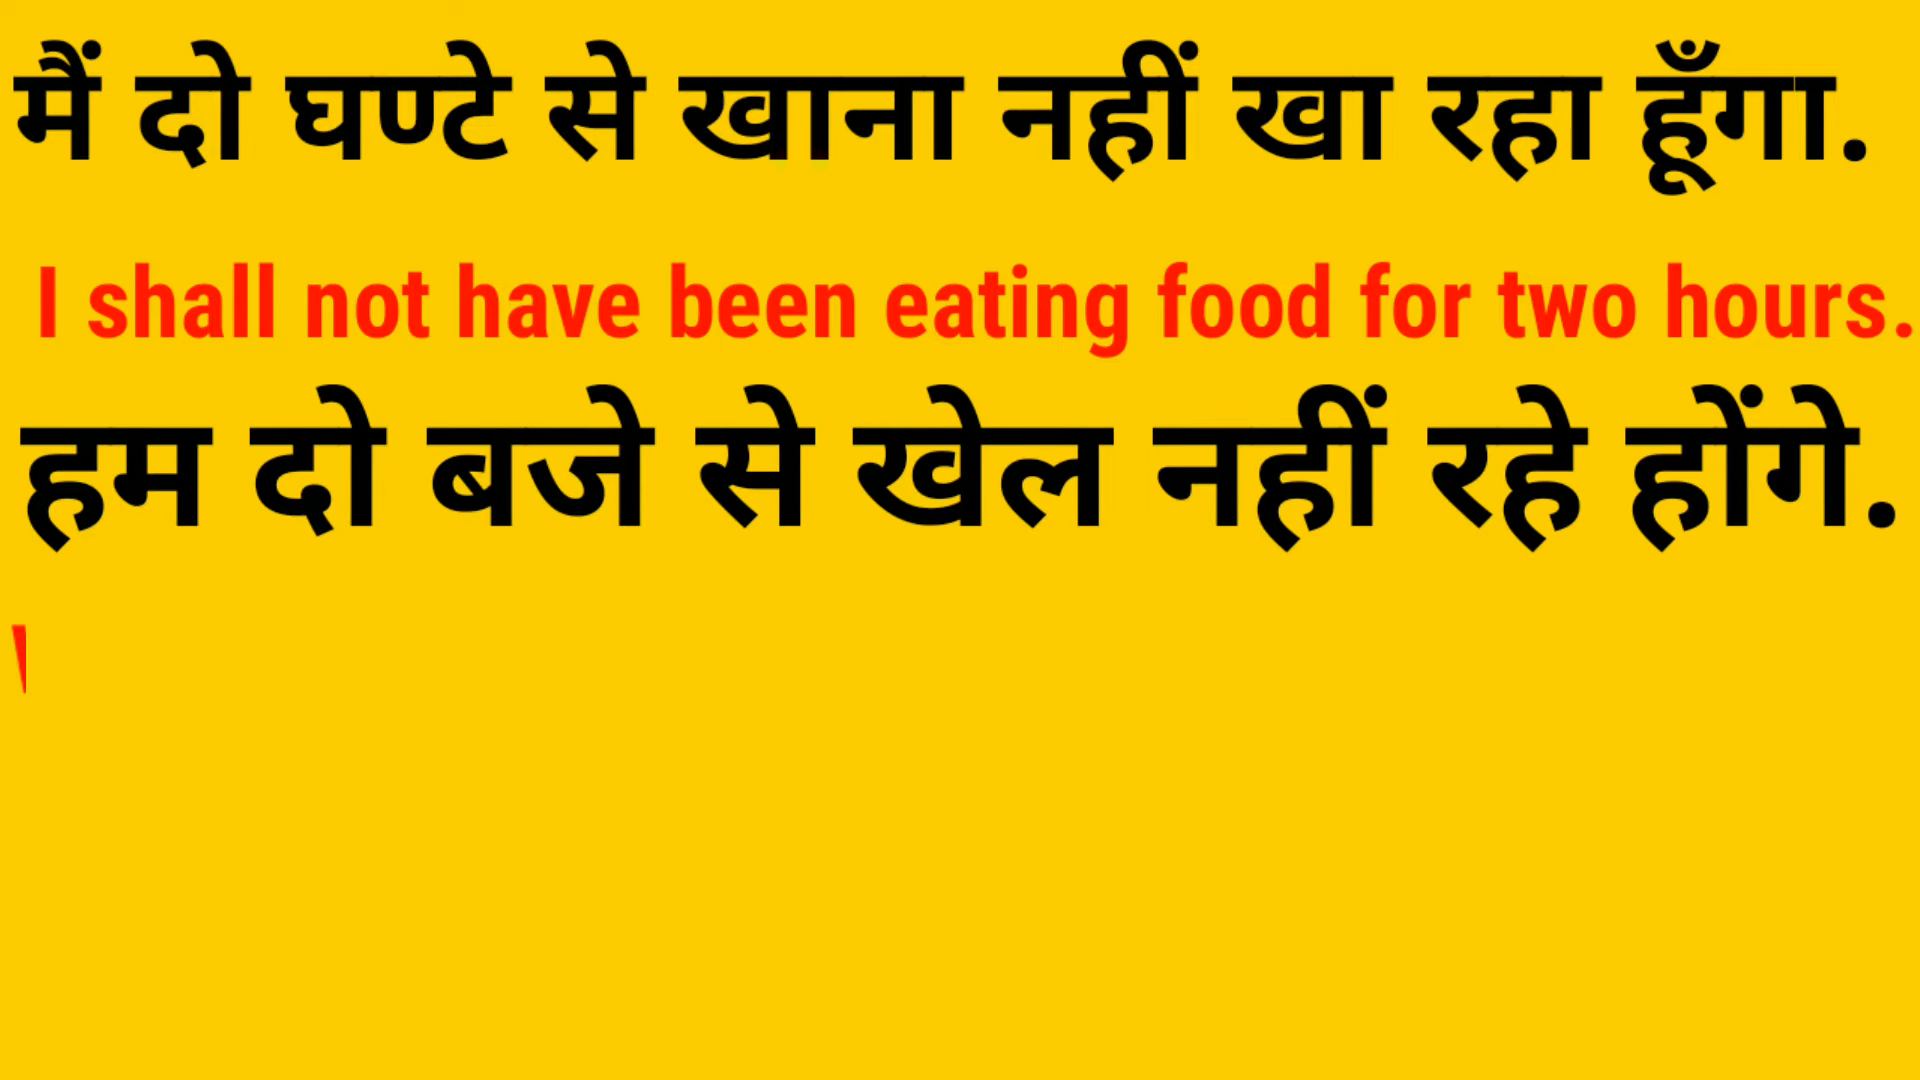 मैं दो घण्टे से खाना नहीं खा रहा हूँगा.
I shall not have been eating food for two hours.
हम दो बजे से खेल नहीं रहे होंगे.